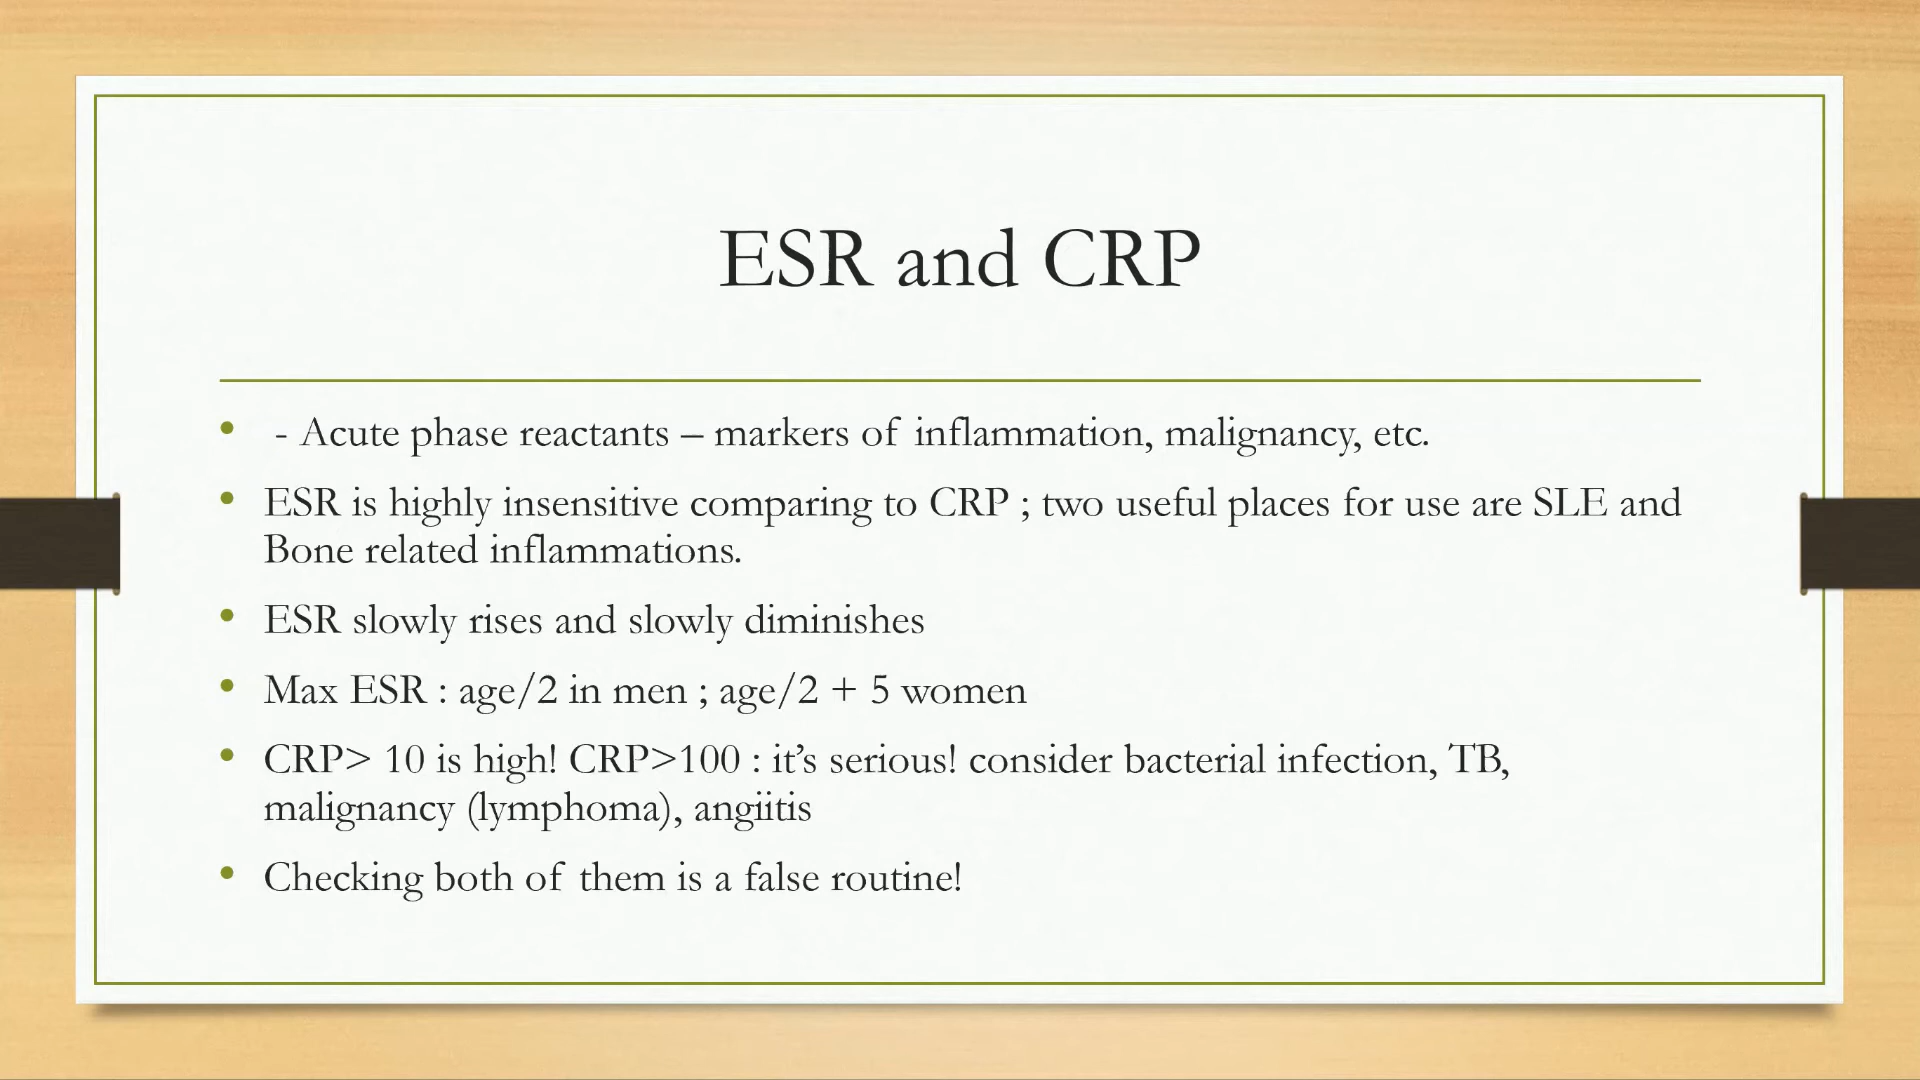 ESR and CRP
• - Acute phase reactants – markers of inflammation, malignancy, etc.
• ESR is highly insensitive comparing to CRP ; two useful places for use are SLE and
Bone related inflammations.
• ESR slowly rises and slowly diminishes
• Max ESR : age/2 in men ; age/2 + 5 women
• CRP> 10 is high! CRP>100 : it’s serious! consider bacterial infection, TB,
malignancy (lymphoma), angiitis
• Checking both of them is a false routine!